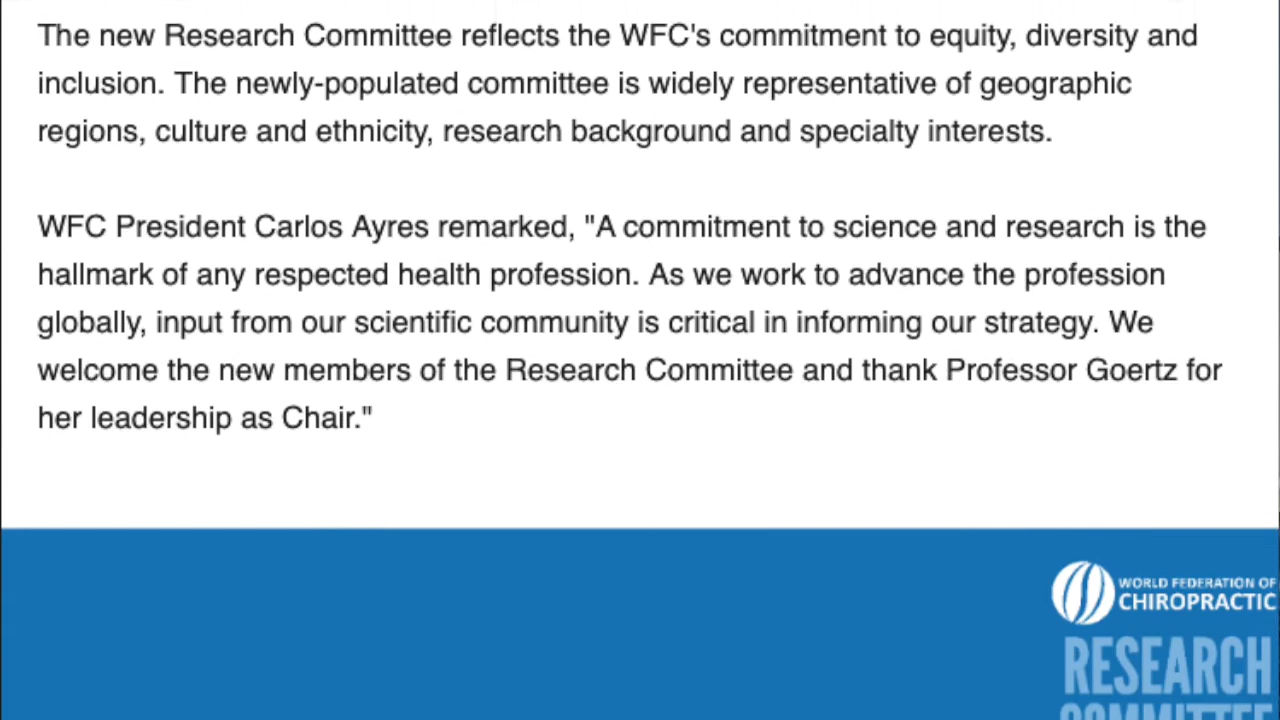 The new Research Committee reflects the WFC's commitment to equity, diversity and
inclusion. The newly-populated committee is widely representative of geographic
regions, culture and ethnicity, research background and specialty interests.
WFC President Carlos Ayres remarked, "A commitment to science and research is the
hallmark of any respected health profession. As we work to advance the profession
globally, input from our scientific community is critical in informing our strategy. We
welcome the new members of the Research Committee and thank Professor Goertz for
her leadership as Chair."
WORLD FEDERATION OF
CHIROPRACTIC
RESEARCH
COMMITTEE